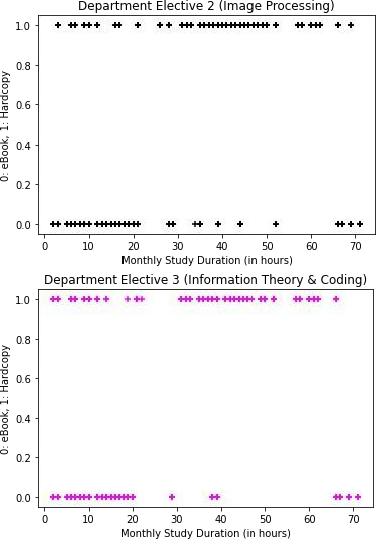 Department Elective 2 (Image Processing)
1.0
0.8
0.6
0.4
0.2
0.0
0: eBook, 1: Hardcopy
0 10 20 30 40 50 60 70
Monthly Study Duration (in hours)
Department Elective 3 (Information Theory & Coding)
1.0
0.8
0.6
0.4
0.2
0.0
0: eBook, 1: Hardcopy
0 10 20 30 40 50 60 70
Monthly Study Duration (in hours)